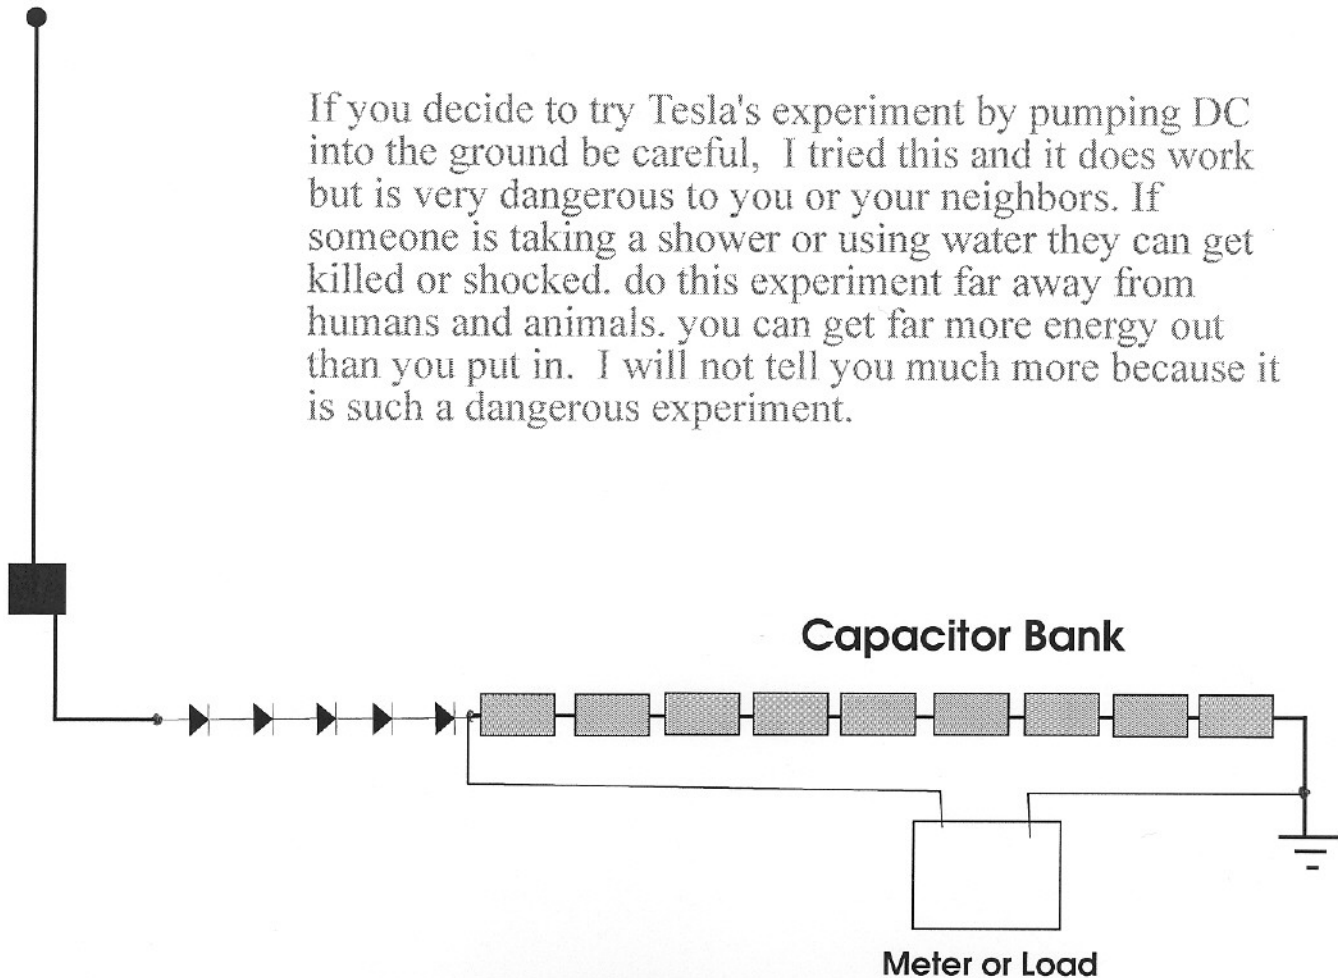 If you decide to try Tesla's experiment by pumping DC
into the ground be careful,  I tried this and it does work
but is very dangerous to you or your neighbors. If
someone is taking a shower or using water they can get
killed or shocked. do this experiment far away from
humans and animals. you can get far more energy out
than you put in.  I will not tell you much more because it
is such a dangerous experiment.
Capacitor Bank
Meter or Load